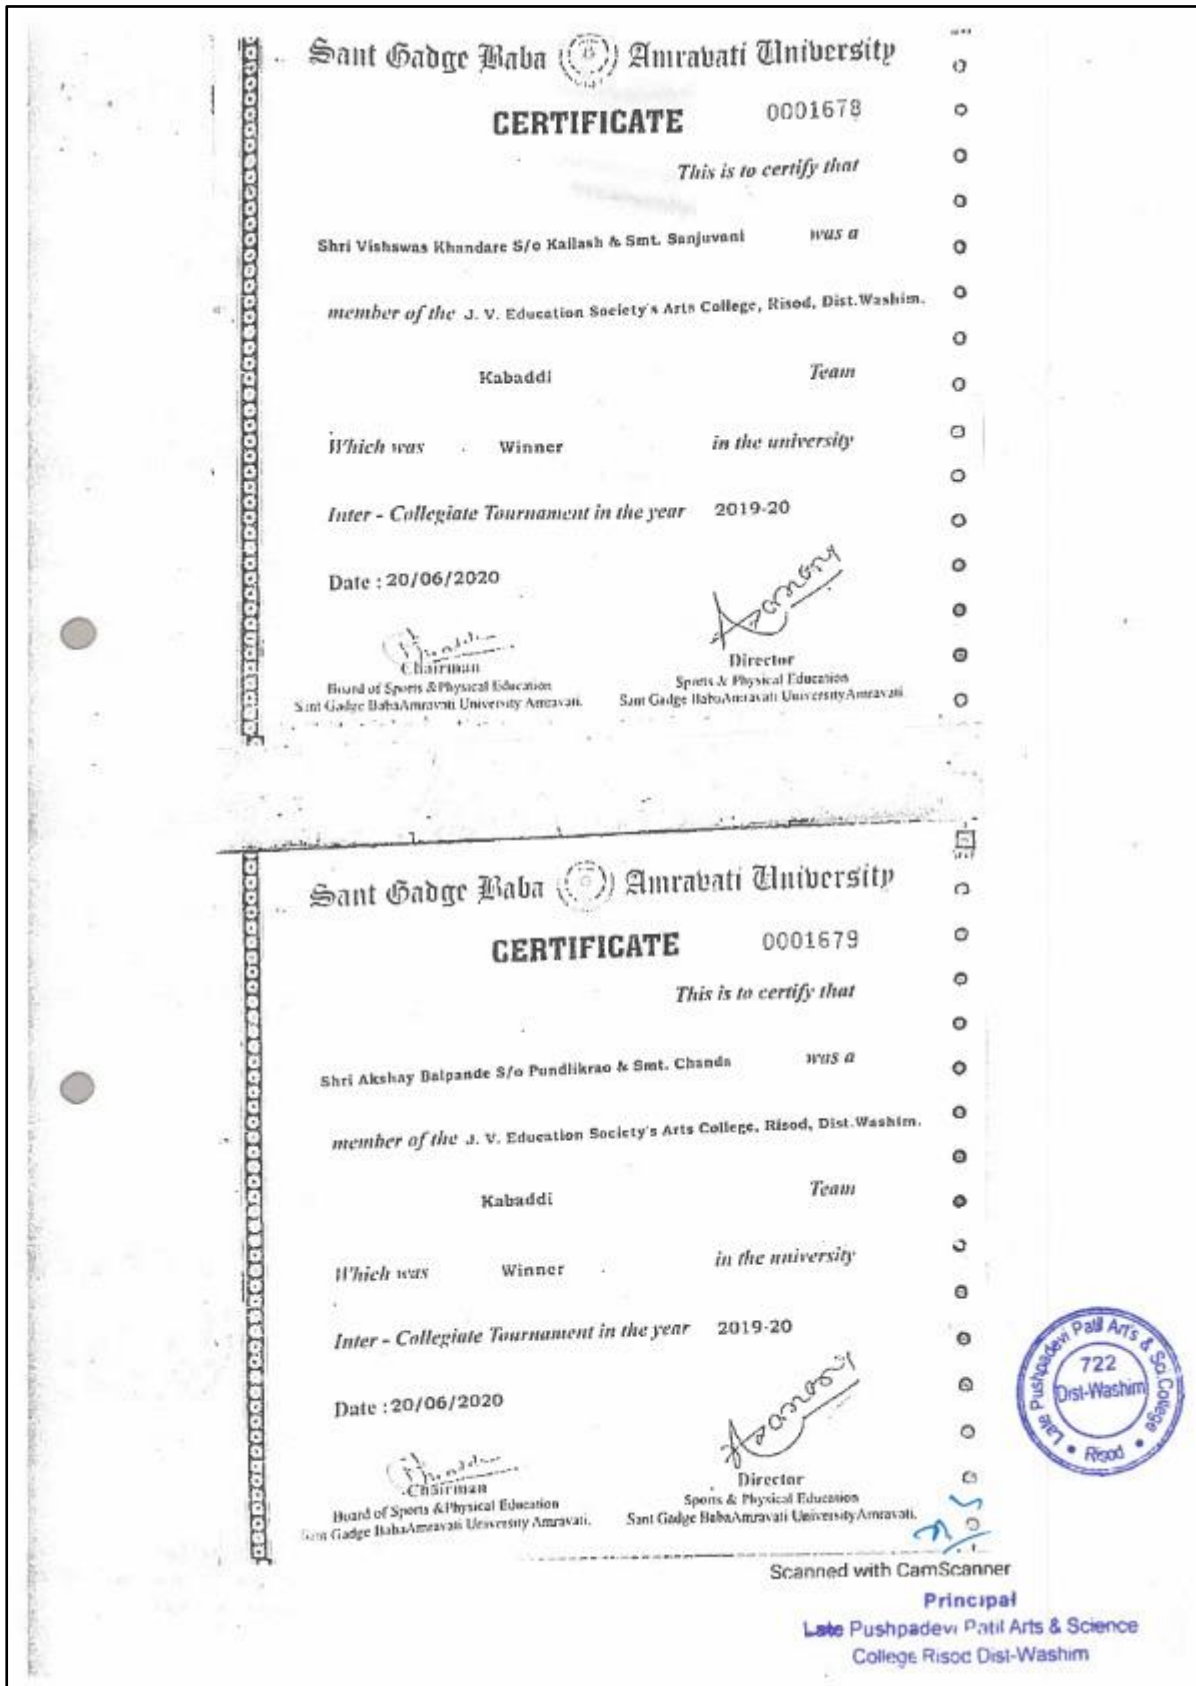 Sant Gadge Baba Amravati University
CERTIFICATE 0001678
This is to certify that
Shri Vishawas Khandare S/o Kailash & Smt. Sanjuvani was a
member of the J. V. Education Society's Arts College, Risod, Dist.Washim.
Kabaddi Team
Which was Winner in the university
Inter - Collegiate Tournament in the year 2019-20
Date : 20/06/2020
Chairman
Board of Sports & Physical Education
Sant Gadge BabaAmravati University Amravati.
Director
Sports & Physical Education
Sant Gadge BabaAmravati University Amravati.
Sant Gadge Baba Amravati University
CERTIFICATE 0001679
This is to certify that
Shri Akshay Balpande S/o Pundlikrao & Smt. Chanda was a
member of the J. V. Education Society's Arts College, Risod, Dist.Washim.
Kabaddi Team
Which was Winner in the university
Inter - Collegiate Tournament in the year 2019-20
Date : 20/06/2020
Chairman
Board of Sports & Physical Education
Sant Gadge BabaAmravati University Amravati.
Director
Sports & Physical Education
Sant Gadge BabaAmravati University Amravati.
Late Pushpadevi Patil Art's & Sci.College
722
Dist-Washim
Risod
Scanned with CamScanner
Principal
Late Pushpadevi Patil Arts & Science
College Risod Dist-Washim